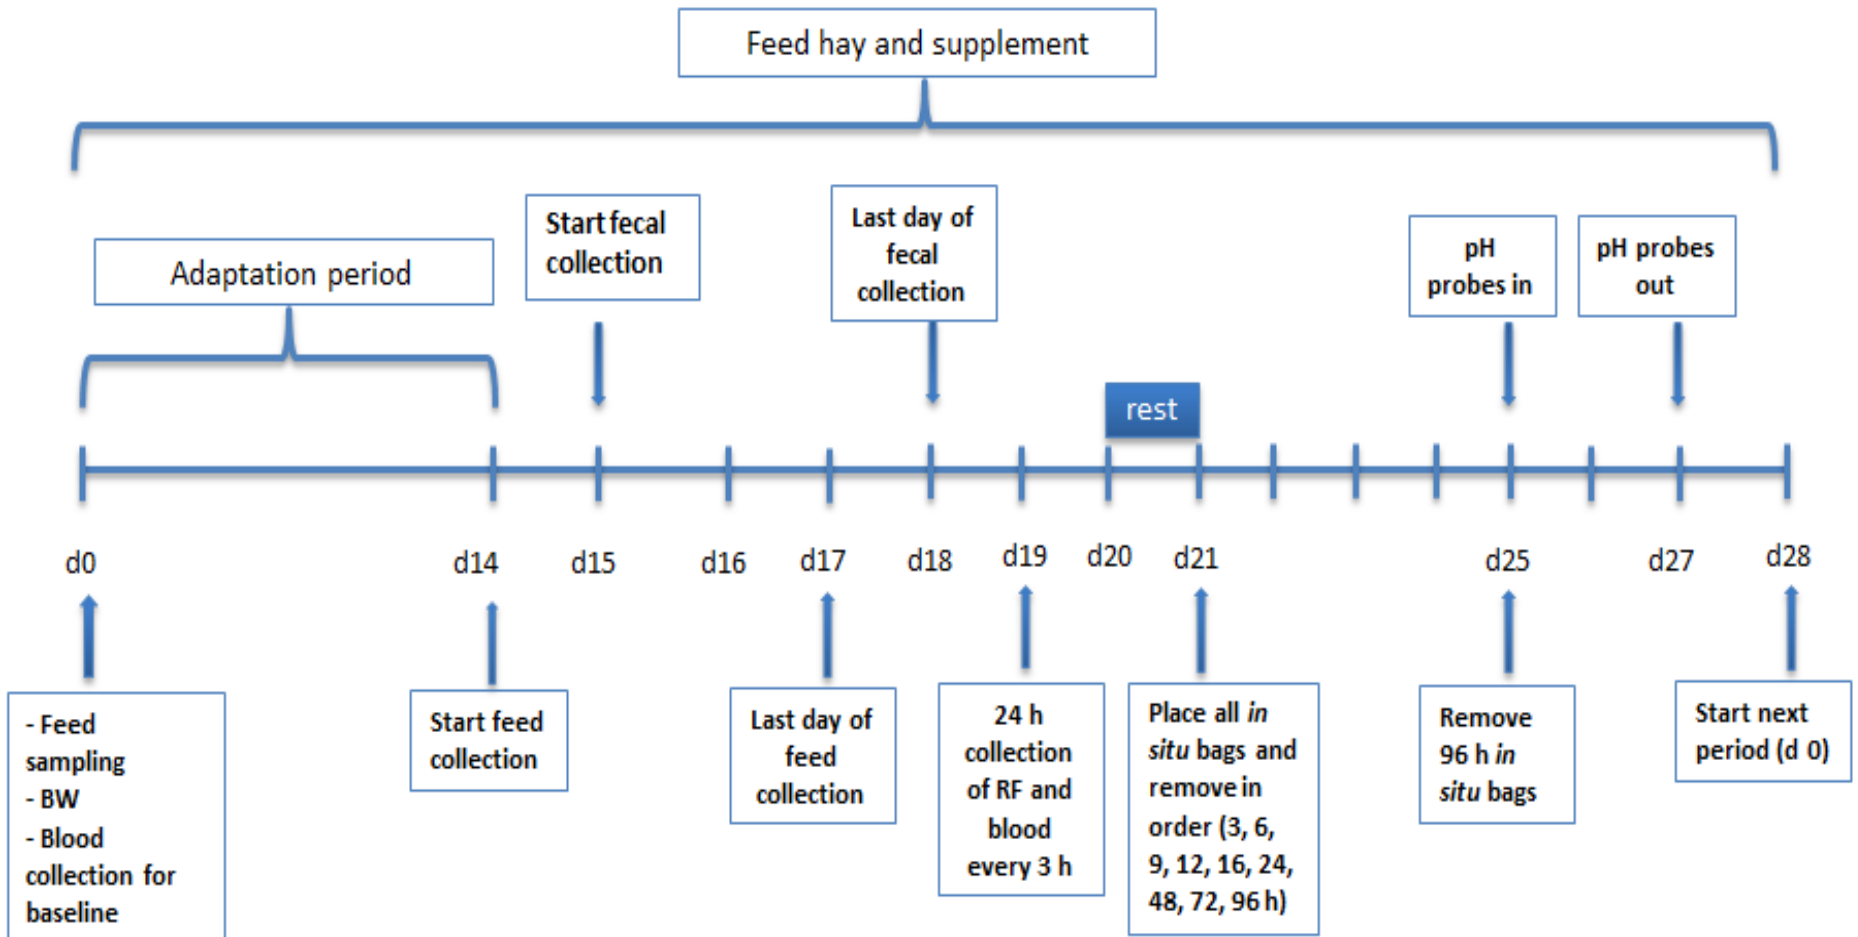 Feed hay and supplement
Adaptation period
Start fecal
collection
Last day of
fecal
collection
pH
probes in
pH probes
out
rest
d0
d14
d15
d16
d17
d18
d19
d20
d21
d25
d27
d28
- Feed
sampling
- BW
- Blood
collection for
baseline
Start feed
collection
Last day of
feed
collection
24 h
collection
of RF and
blood
every 3 h
Place all in
situ bags and
remove in
order (3, 6,
9, 12, 16, 24,
48, 72, 96 h)
Remove
96 h in
situ bags
Start next
period (d 0)